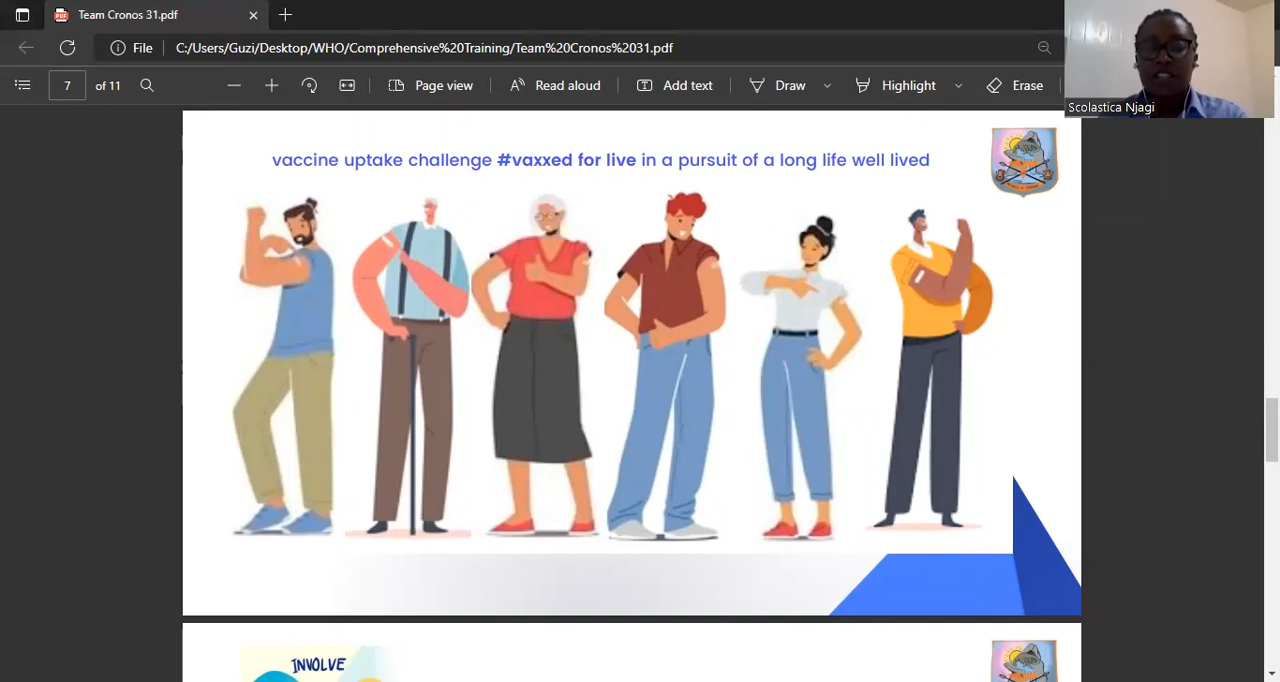 Team Cronos 31.pdf
File
C:/Users/Guzi/Desktop/WHO/Comprehensive%20Training/Team%20Cronos%2031.pdf
7 of 11
Page view
Read aloud
Add text
Draw
Highlight
Erase
Scolastica Njagi
vaccine uptake challenge #vaxxed for live in a pursuit of a long life well lived
INVOLVE